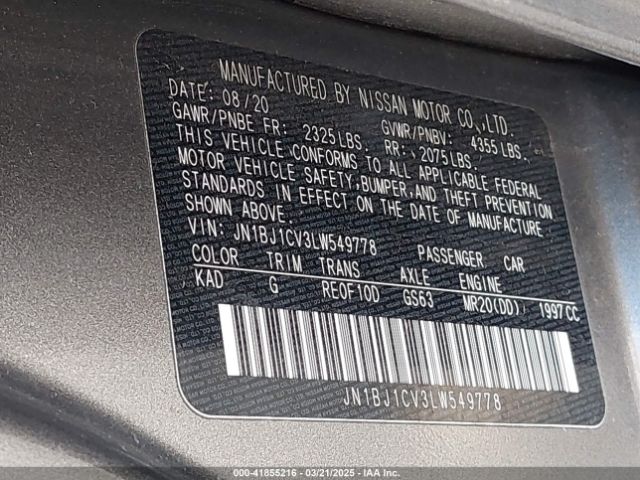 MANUFACTURED BY NISSAN MOTOR CO.,LTD.
DATE: 08/20 GVWR/PNBV: 4355LBS.
GAWR/PNBE FR: 2325LBS. RR: 2075LBS.
THIS VEHICLE CONFORMS TO ALL APPLICABLE FEDERAL
MOTOR VEHICLE SAFETY,BUMPER,AND THEFT PREVENTION
STANDARDS IN EFFECT ON THE DATE OF MANUFACTURE
SHOWN ABOVE.
VIN: JN1BJ1CV3LW549778 PASSENGER CAR
COLOR TRIM TRANS AXLE ENGINE
KAD G RE0F10D GS63 MR20(DD) 1997CC
JN1BJ1CV3LW549778
000-41855216 - 03/21/2025 - IAA Inc.